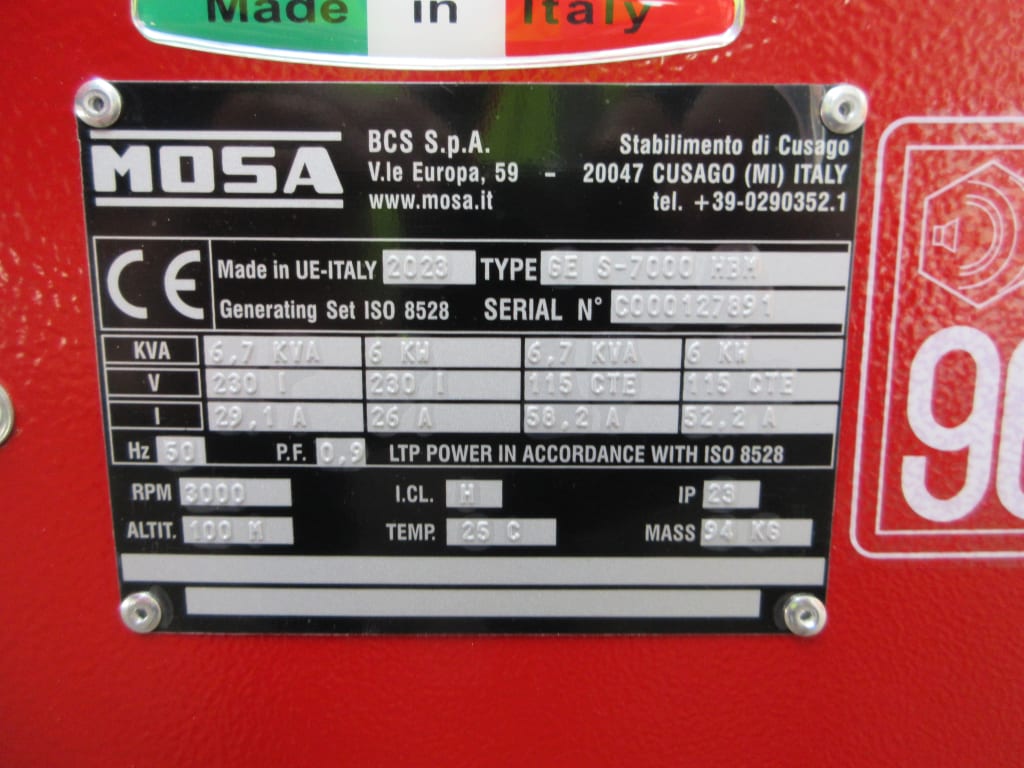 Made in Italy
MOSA
BCS S.p.A.
V.le Europa, 59 - 
www.mosa.it
Stabilimento di Cusago
20047 CUSAGO (MI) ITALY
tel. +39-0290352.1
CE
Made in UE-ITALY 2023 TYPE GE S-7000 HBM
Generating Set ISO 8528 SERIAL N° C000127891
KVA 6,7 KVA 6 KW 6,7 KVA 6 KW
V 230 I 230 I 115 CTE 115 CTE
I 29,1 A 26 A 58,2 A 52,2 A
Hz 50 P.F. 0,9 LTP POWER IN ACCORDANCE WITH ISO 8528
RPM 3000 I.CL. H IP 23
ALTIT. 100 M TEMP. 25 C MASS 94 KG